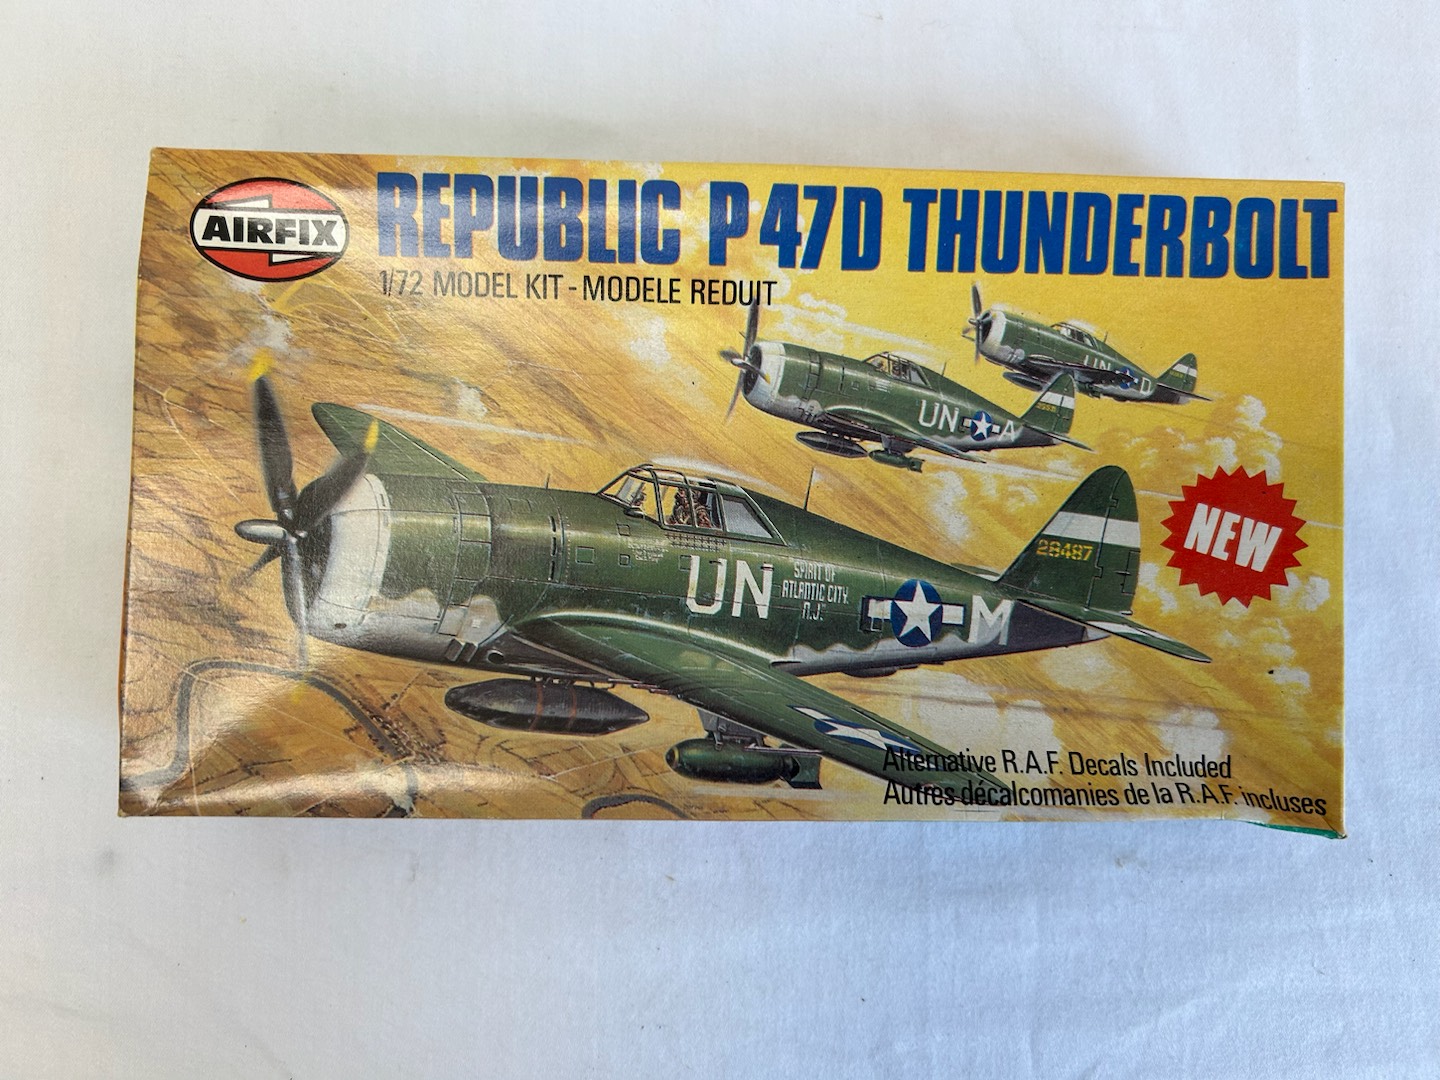 AIRFIX
REPUBLIC P47D THUNDERBOLT
1/72 MODEL KIT - MODELE REDUIT
UN D
UN A
28487
NEW
UN M
SPIRIT OF
ATLANTIC CITY,
N.J.
Alternative R.A.F. Decals Included
Autres décalcomanies de la R.A.F. incluses